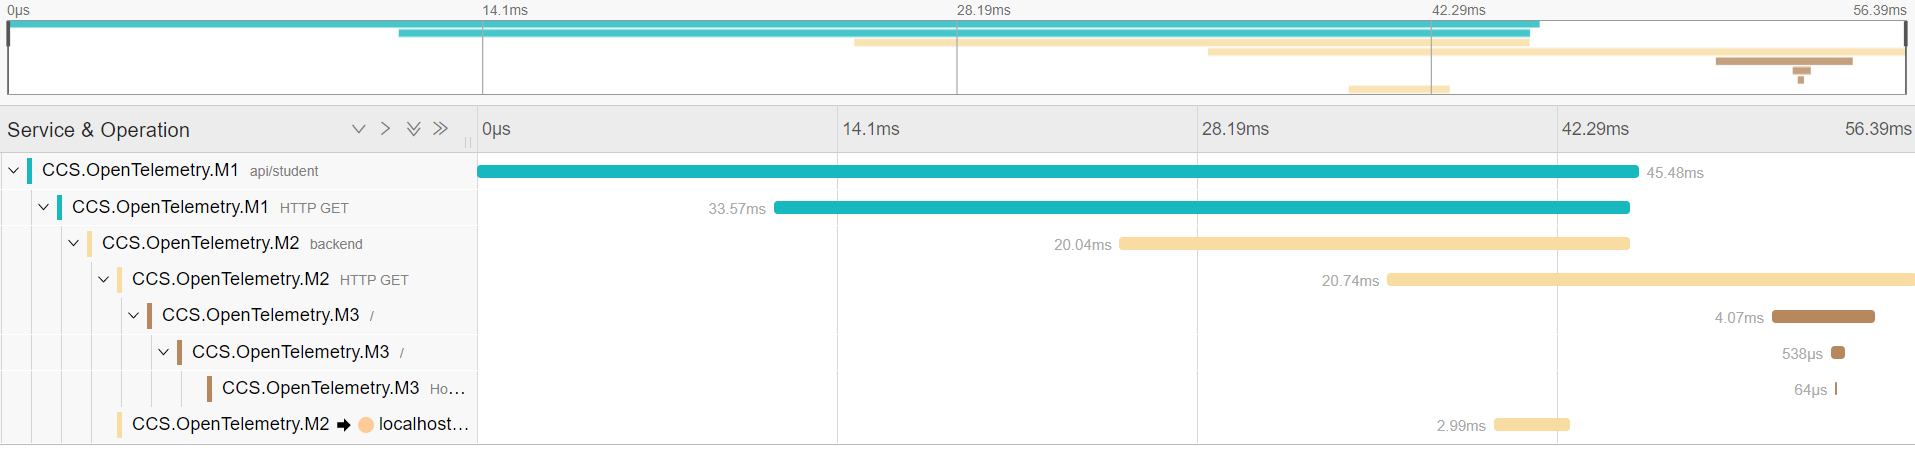 0μs 14.1ms 28.19ms 42.29ms 56.39ms
Service & Operation 0μs 14.1ms 28.19ms 42.29ms 56.39ms
CCS.OpenTelemetry.M1 api/student 45.48ms
CCS.OpenTelemetry.M1 HTTP GET 33.57ms
CCS.OpenTelemetry.M2 backend 20.04ms
CCS.OpenTelemetry.M2 HTTP GET 20.74ms
CCS.OpenTelemetry.M3 / 4.07ms
CCS.OpenTelemetry.M3 / 538μs
CCS.OpenTelemetry.M3 Ho... 64μs
CCS.OpenTelemetry.M2 localhost... 2.99ms